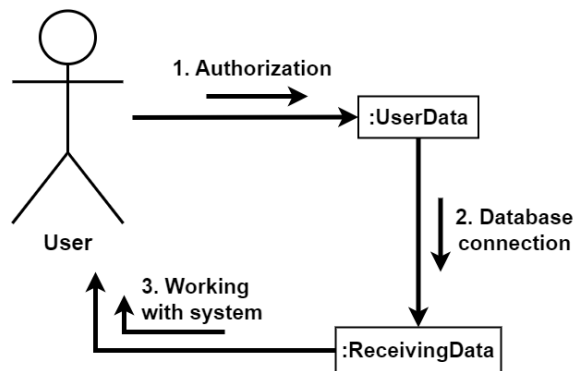 1. Authorization
:UserData
User
2. Database
connection
3. Working
with system
:ReceivingData